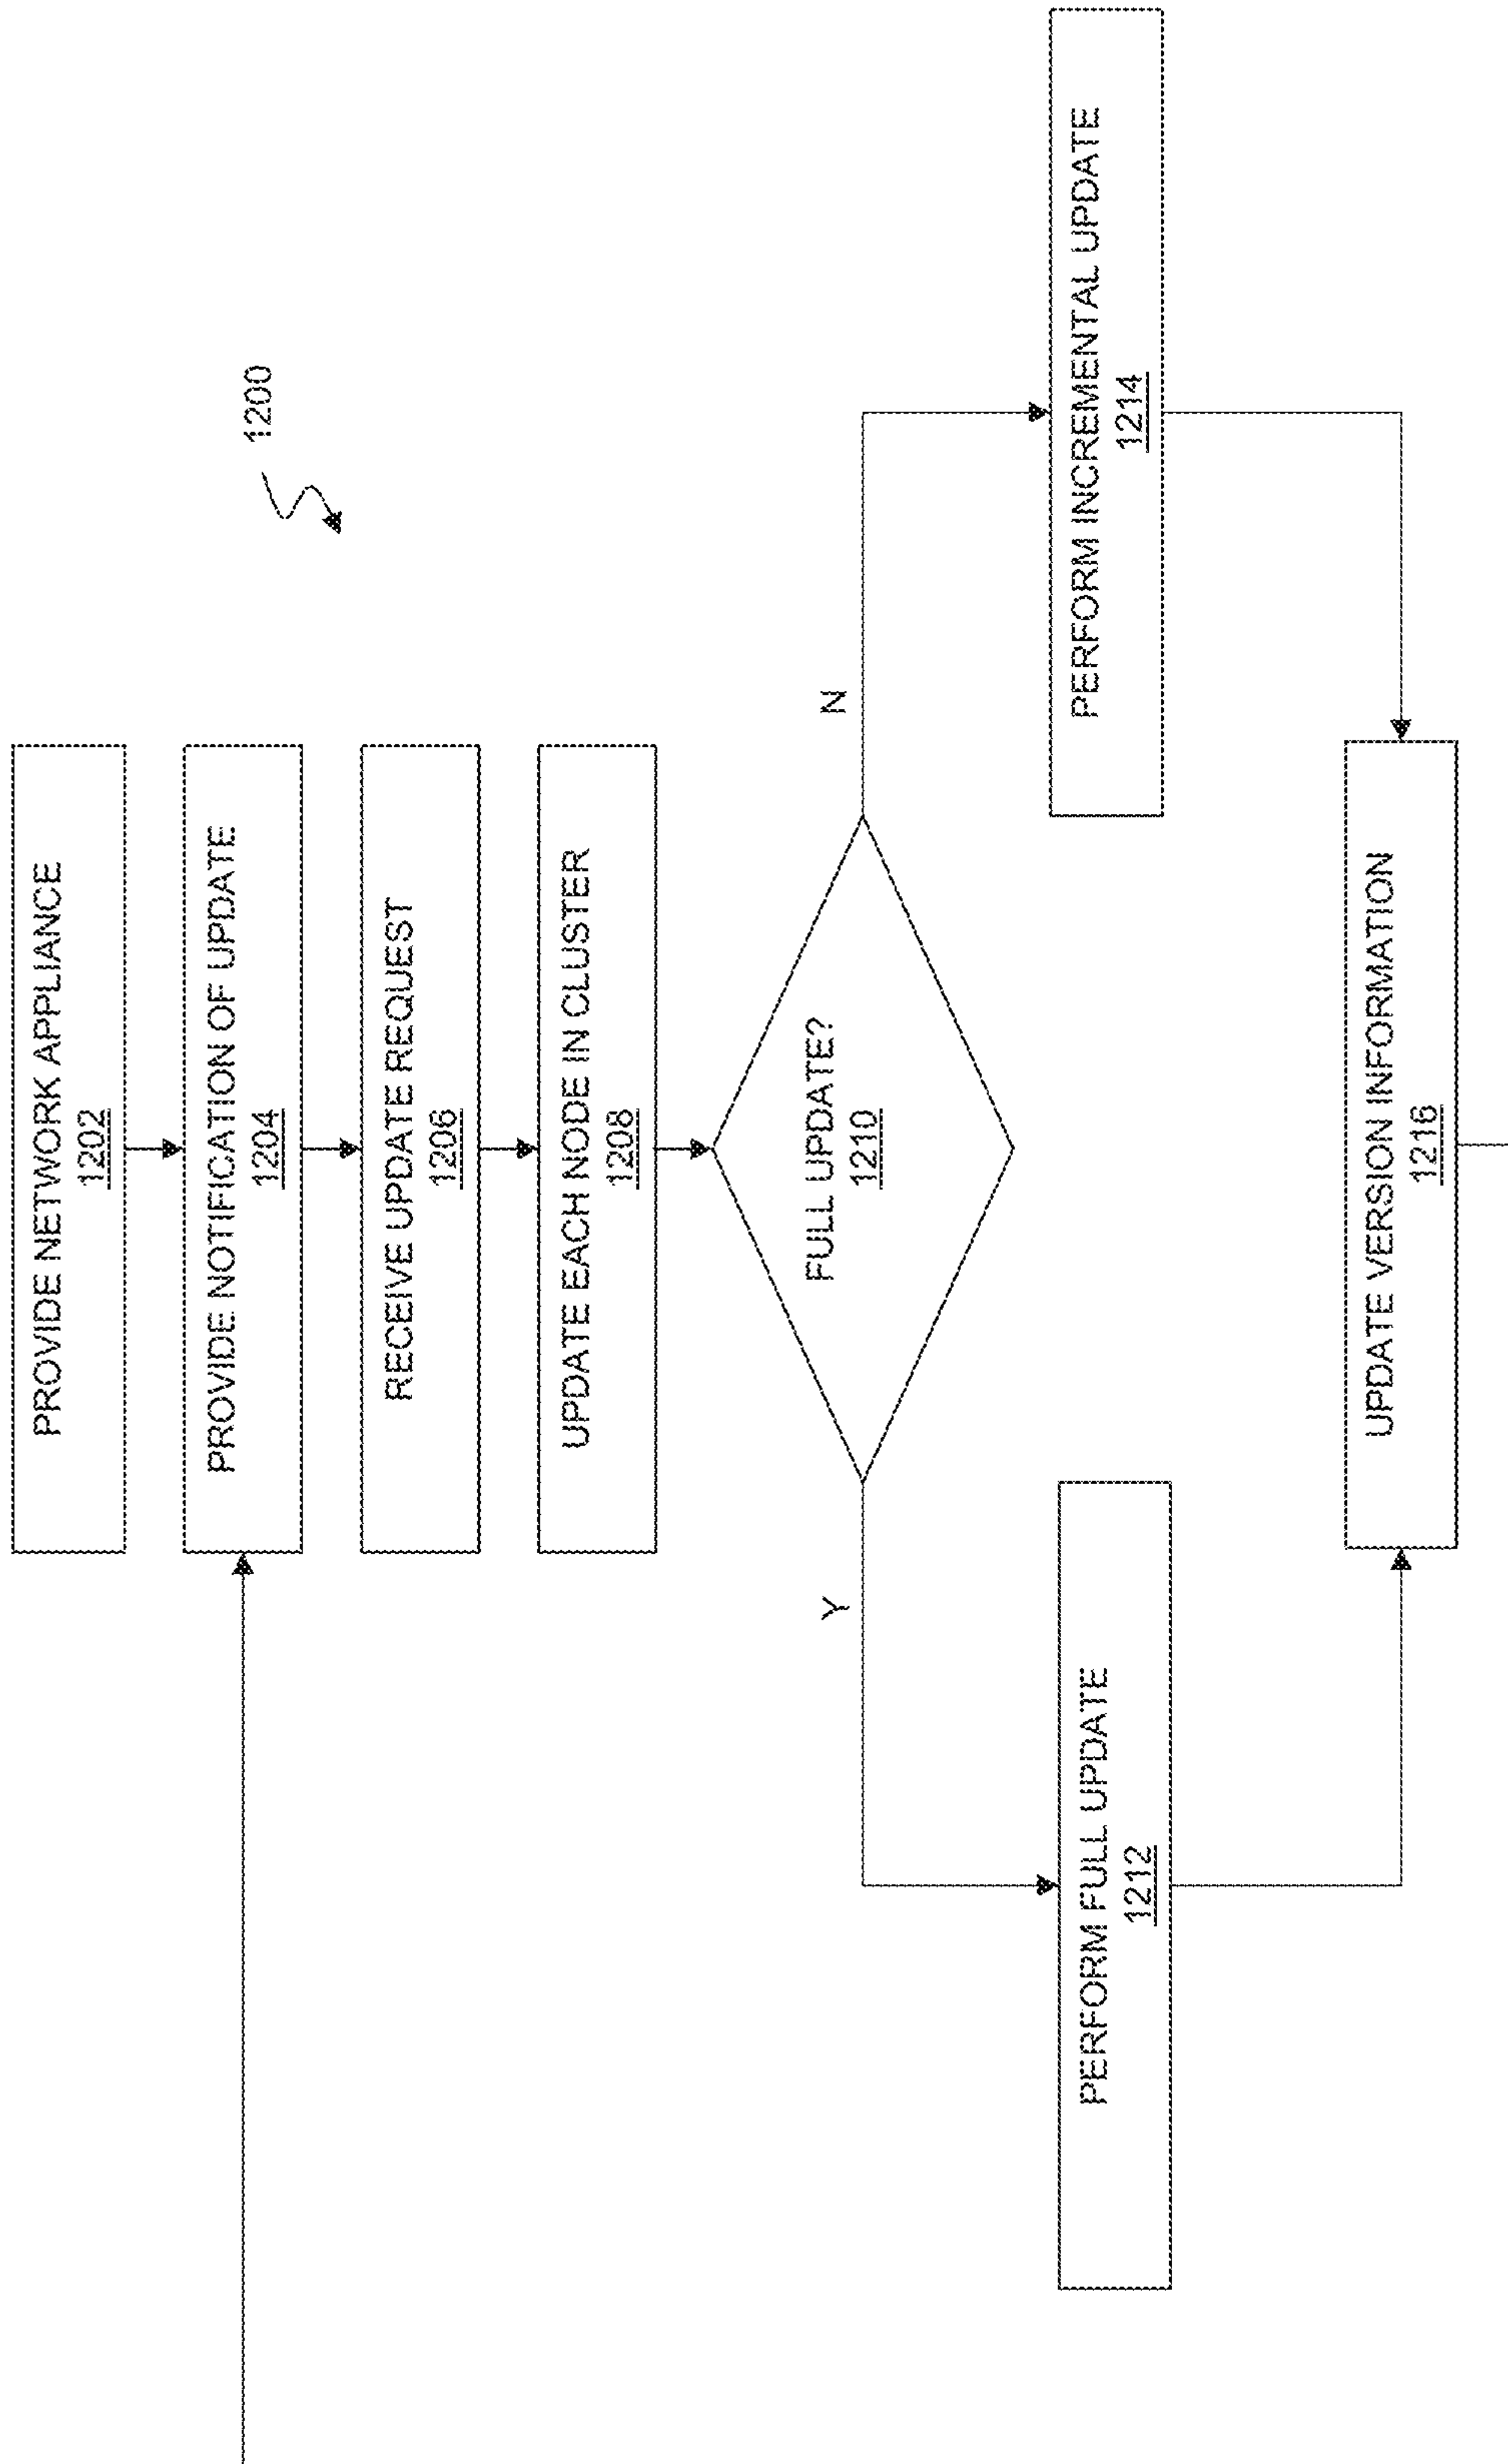 1200
PROVIDE NETWORK APPLIANCE
1202
PROVIDE NOTIFICATION OF UPDATE
1204
RECEIVE UPDATE REQUEST
1206
UPDATE EACH NODE IN CLUSTER
1208
FULL UPDATE?
1210
Y
N
PERFORM FULL UPDATE
1212
PERFORM INCREMENTAL UPDATE
1214
UPDATE VERSION INFORMATION
1216